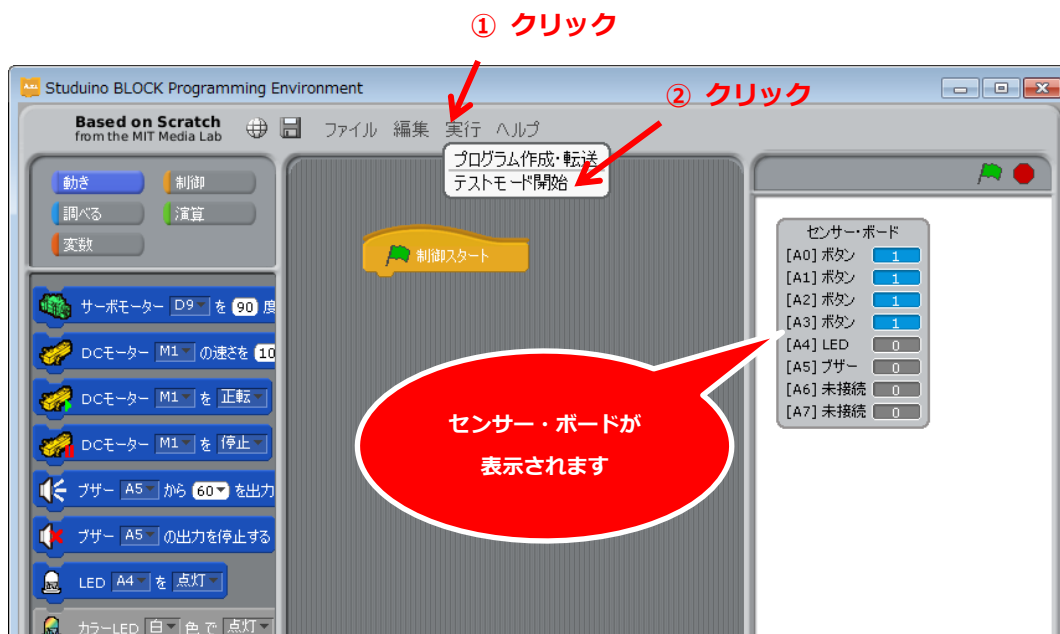 ① クリック
Studuino BLOCK Programming Environment
② クリック
Based on Scratch
from the MIT Media Lab
ファイル 編集 実行 ヘルプ
プログラム作成・転送
テストモード開始
動き 制御
調べる 演算
変数
制御スタート
センサー・ボード
[A0] ボタン 1
[A1] ボタン 1
[A2] ボタン 1
[A3] ボタン 1
[A4] LED 0
[A5] ブザー 0
[A6] 未接続 0
[A7] 未接続 0
サーボモーター D9 を 90 度
DCモーター M1 の速さを 10
DCモーター M1 を 正転
DCモーター M1 を 停止
ブザー A5 から 60 を出力
ブザー A5 の出力を停止する
LED A4 を 点灯
カラーLED 白 色 で 点灯
センサー・ボードが
表示されます